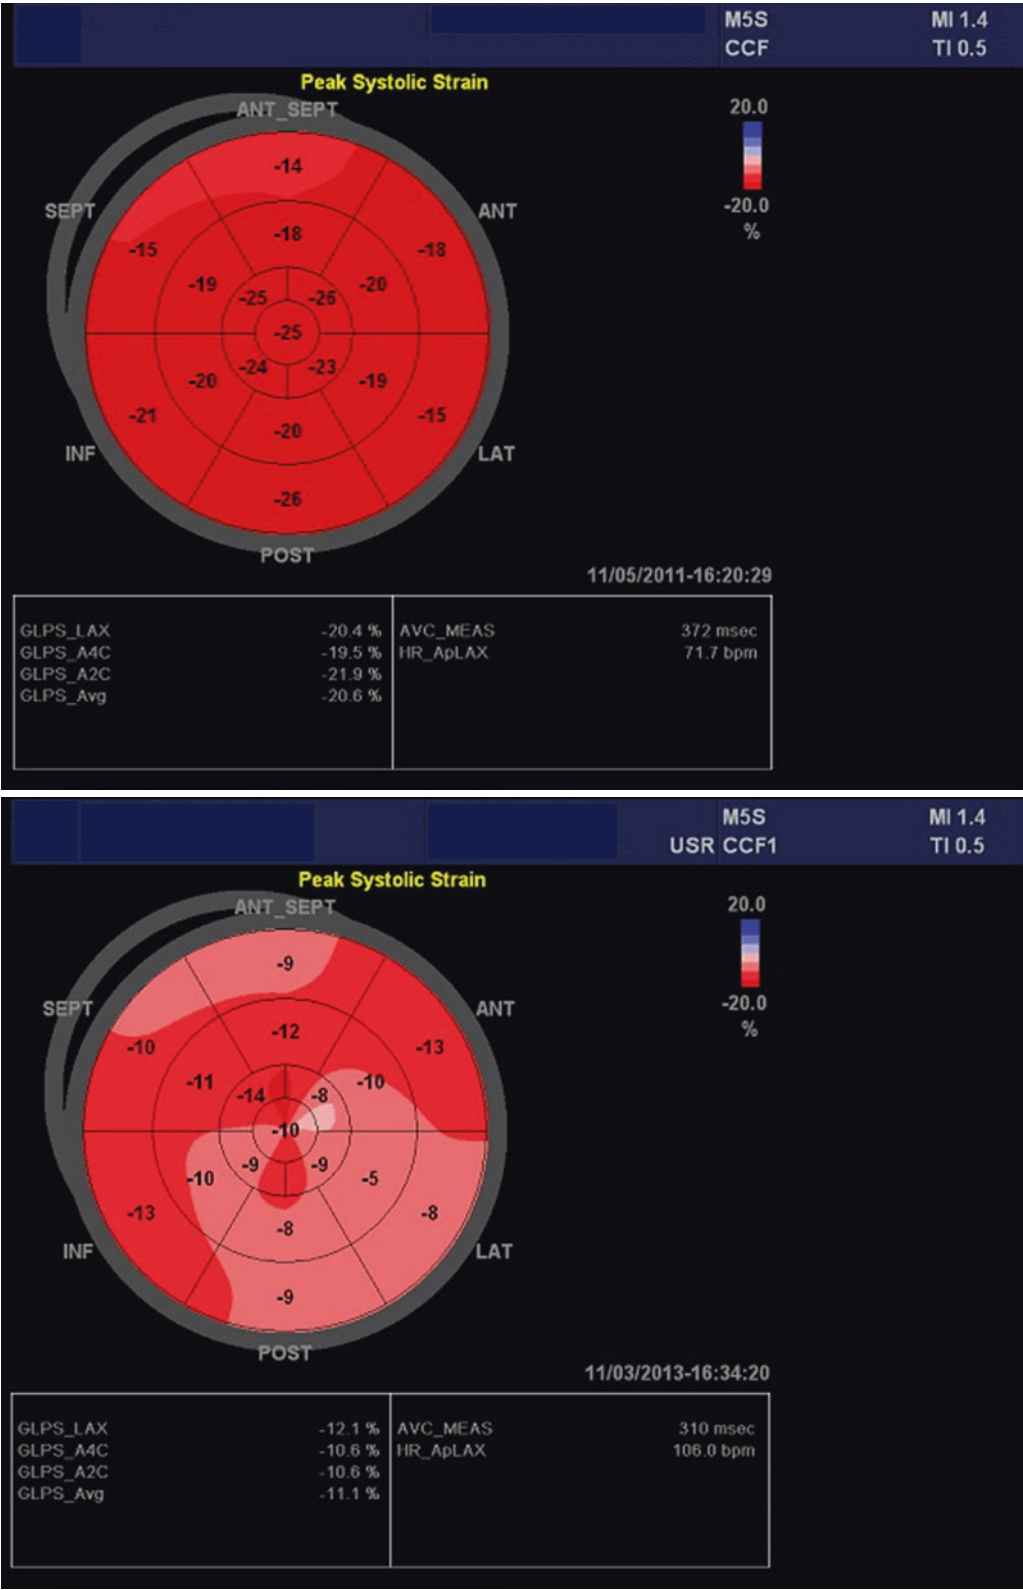 M5S MI 1.4
CCF TI 0.5
Peak Systolic Strain
ANT_SEPT
20.0
-14
-20.0
SEPT ANT
%
-18
-15 -18
-19 -20
-25 -26
-25
-24 -23
-20 -19
-21 -15
-20
INF LAT
-26
POST
11/05/2011-16:20:29
GLPS_LAX -20.4 % AVC_MEAS 372 msec
GLPS_A4C -19.5 % HR_ApLAX 71.7 bpm
GLPS_A2C -21.9 %
GLPS_Avg -20.6 %
M5S MI 1.4
USR CCF1 TI 0.5
Peak Systolic Strain
ANT_SEPT
20.0
-9
-20.0
SEPT ANT
%
-12
-10 -13
-11 -10
-14 -8
-10
-9 -9
-10 -5
-13 -8
-8
INF LAT
-9
POST
11/03/2013-16:34:20
GLPS_LAX -12.1 % AVC_MEAS 310 msec
GLPS_A4C -10.6 % HR_ApLAX 106.0 bpm
GLPS_A2C -10.6 %
GLPS_Avg -11.1 %